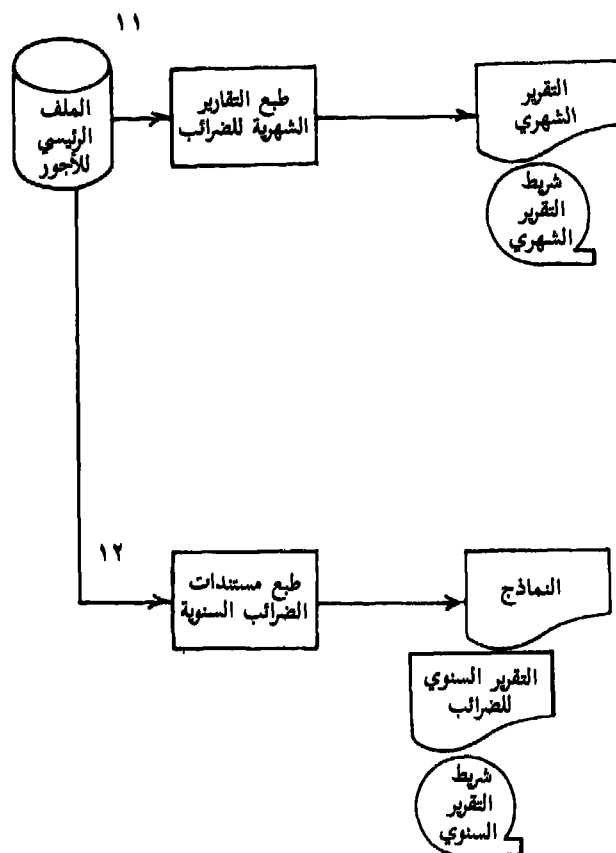 ١١
الملف
الرئيسي
للأجور
طبع التقارير
الشهرية للضرائب
التقرير
الشهري
شريط
التقرير
الشهري
١٢
طبع مستندات
الضرائب السنوية
النماذج
التقرير السنوي
للضرائب
شريط
التقرير
السنوي